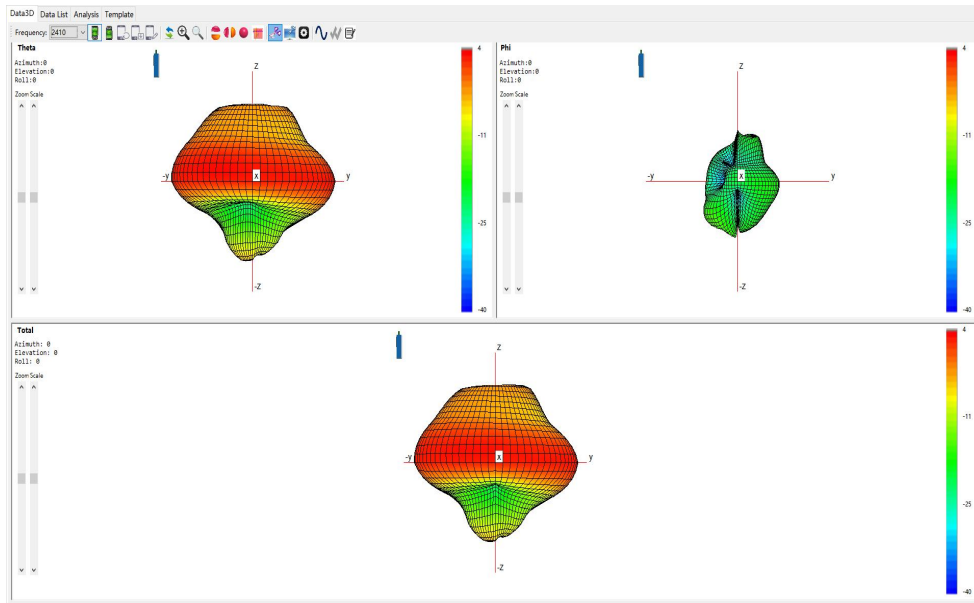 Data3D Data List Analysis Template
Frequency: 2410
Theta
Azimuth:0
Elevation:0
Roll:0
Zoom Scale
Z
-y X y
-Z
4
-11
-25
-40
Phi
Azimuth:0
Elevation:0
Roll:0
Zoom Scale
Z
-y X y
-Z
4
-11
-25
-40
Total
Azimuth: 0
Elevation: 0
Roll: 0
Zoom Scale
Z
-y X y
-Z
4
-11
-25
-40